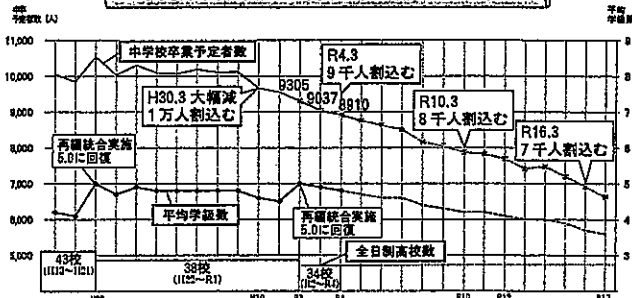 中卒
予定者数 (人)
平均
学級数
11,000
10,000
9,000
8,000
7,000
6,000
5,000
9
8
7
6
5
4
3
中学校卒業予定者数
H30.3 大幅減
1万人割込む
9305
9037
8910
R4.3
9千人割込む
R10.3
8千人割込む
R16.3
7千人割込む
再編統合実施
5.0に回復
平均学級数
再編統合実施
5.0に回復
全日制高校数
43校
38校
(H22～R1)
34校